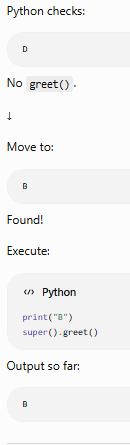 Python checks:
D
No greet().
↓
Move to:
B
Found!
Execute:
</> Python
print("B")
super().greet()
Output so far:
B